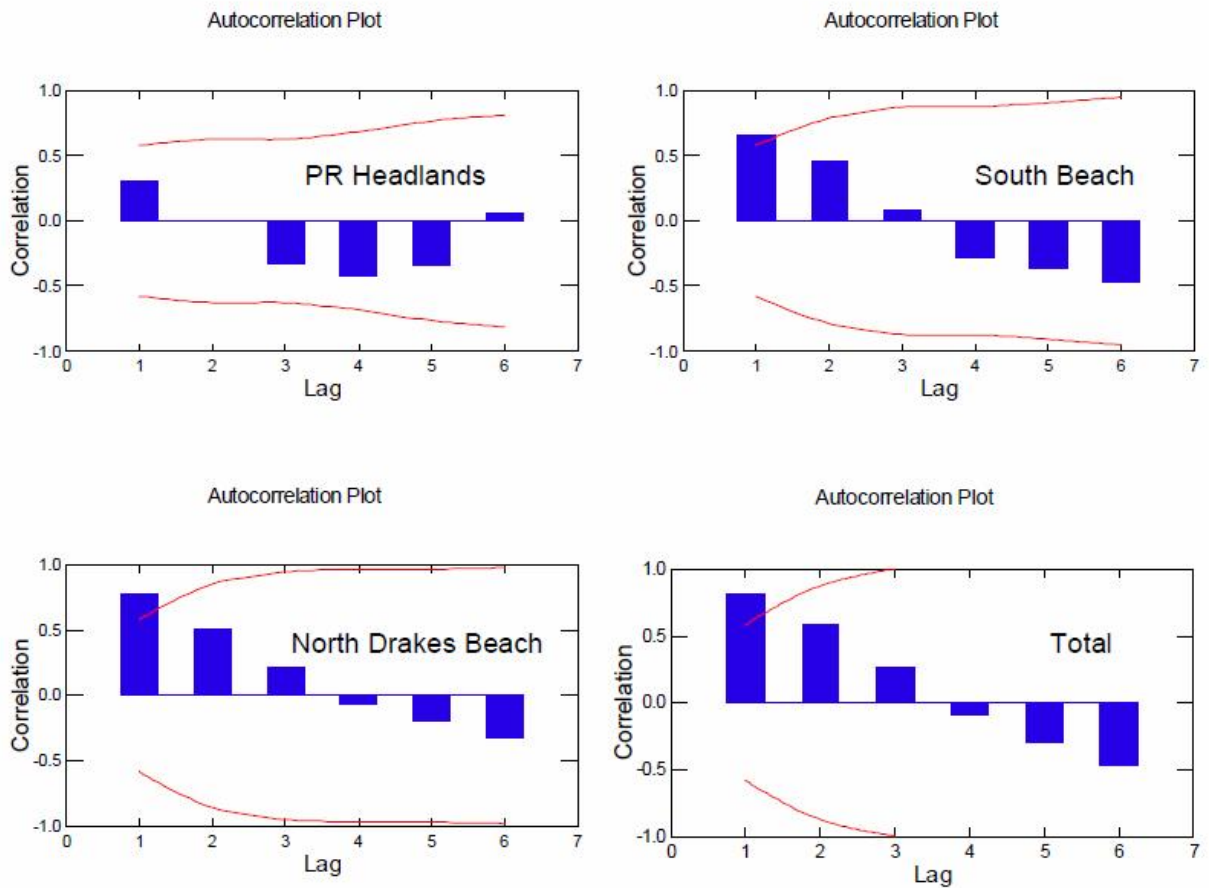 Autocorrelation Plot
1.0
0.5
0.0
-0.5
-1.0
Correlation
PR Headlands
0 1 2 3 4 5 6 7
Lag
Autocorrelation Plot
1.0
0.5
0.0
-0.5
-1.0
Correlation
South Beach
0 1 2 3 4 5 6 7
Lag
Autocorrelation Plot
1.0
0.5
0.0
-0.5
-1.0
Correlation
North Drakes Beach
0 1 2 3 4 5 6 7
Lag
Autocorrelation Plot
1.0
0.5
0.0
-0.5
-1.0
Correlation
Total
0 1 2 3 4 5 6 7
Lag